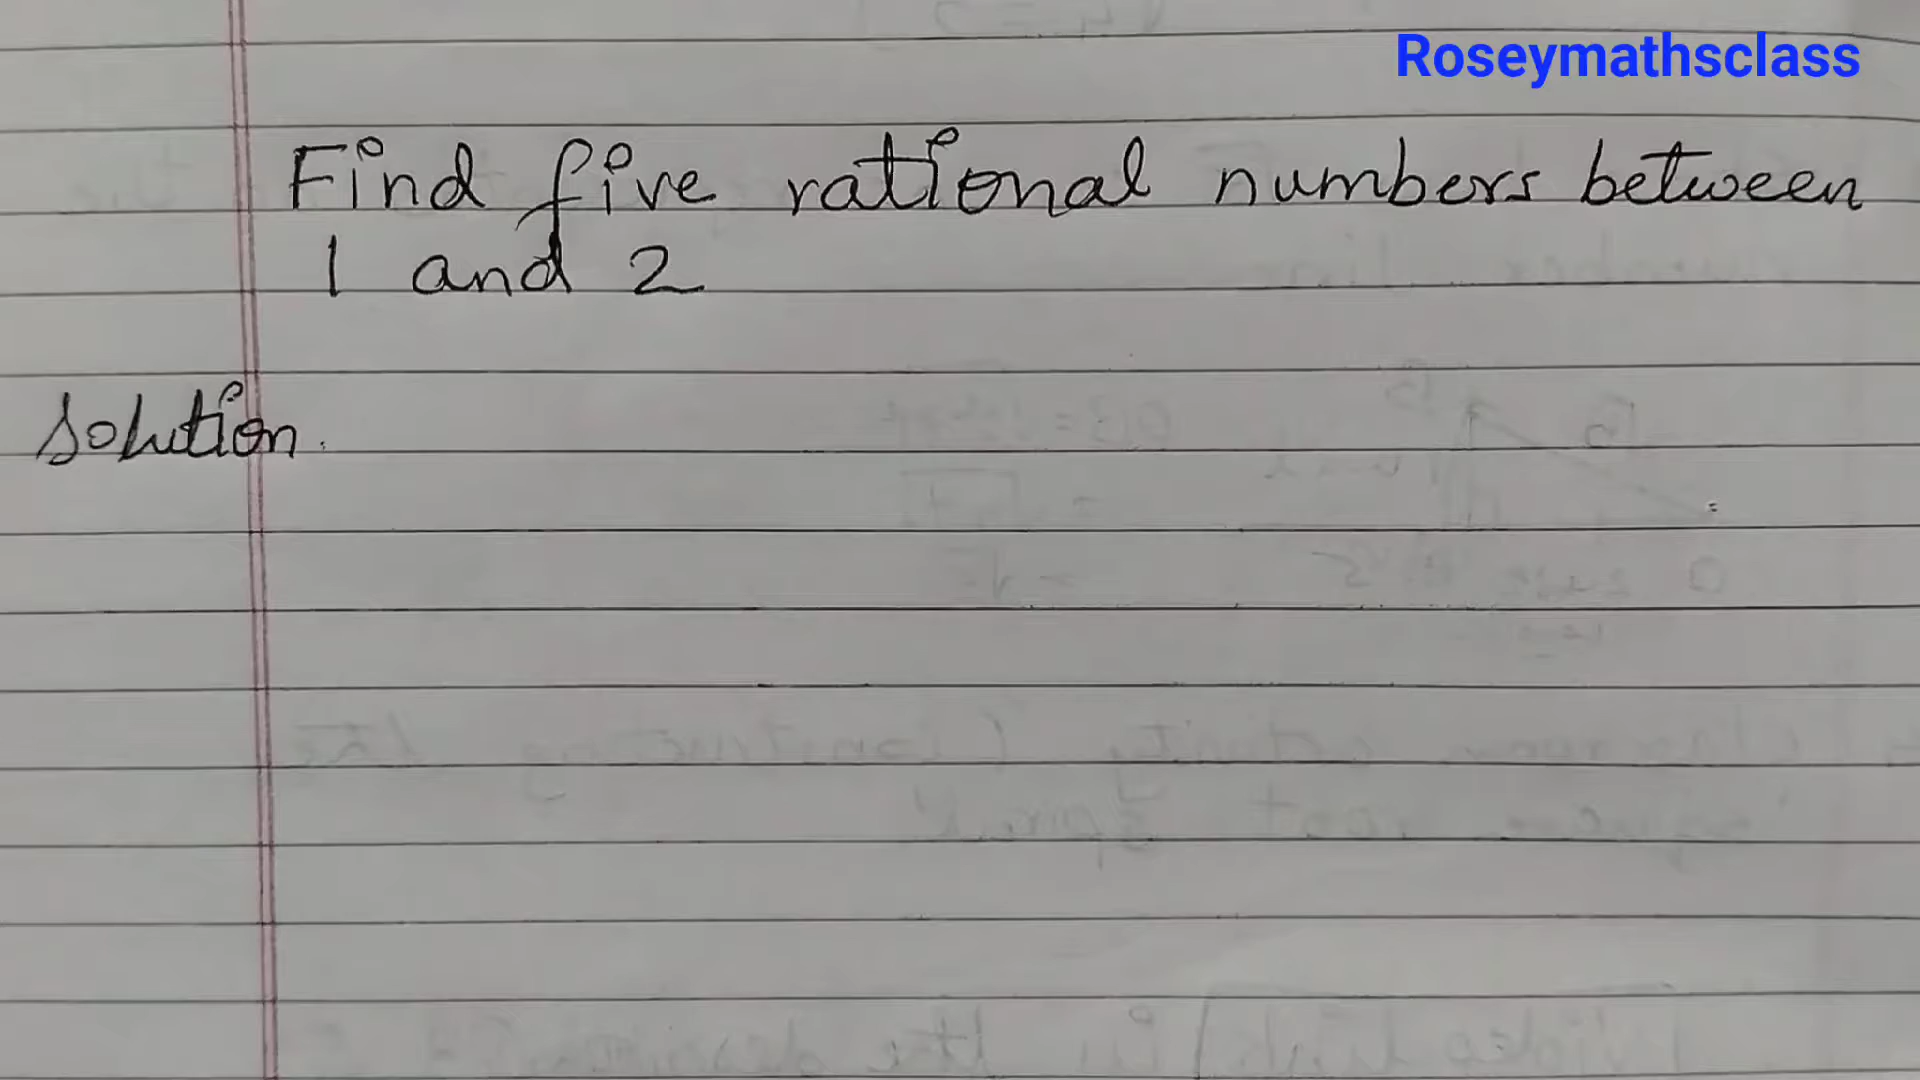 Roseymathsclass
Find five rational numbers between
1 and 2
Solution.